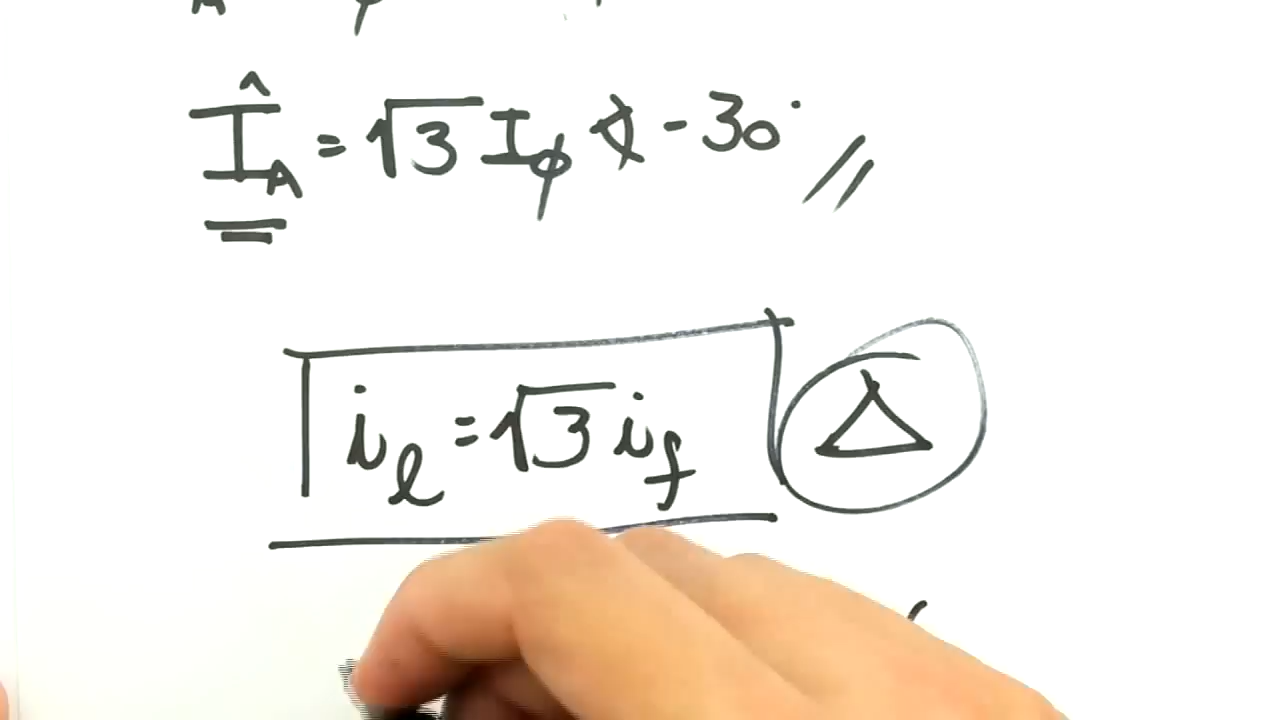 Î_A = √3 I_ϕ ∢ -30° //
i_ℓ = √3 i_f Δ